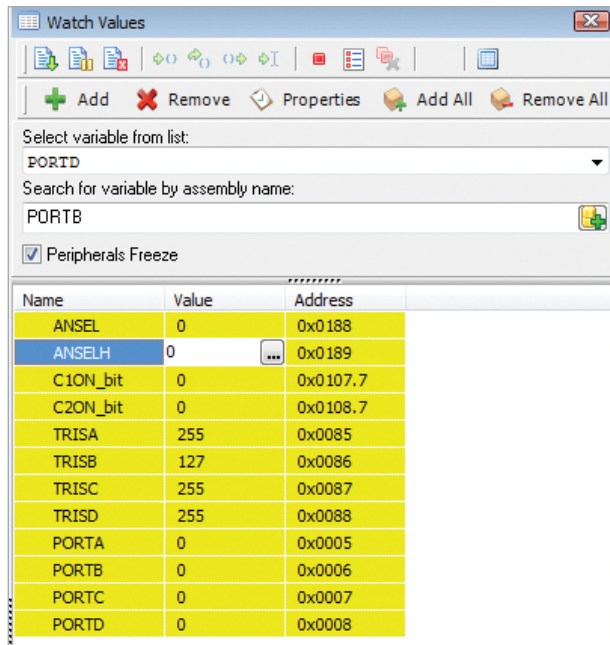 Watch Values
Add Remove Properties Add All Remove All
Select variable from list:
PORTD
Search for variable by assembly name:
PORTB
Peripherals Freeze
Name Value Address
ANSEL 0 0x0188
ANSELH 0 ... 0x0189
C1ON_bit 0 0x0107.7
C2ON_bit 0 0x0108.7
TRISA 255 0x0085
TRISB 127 0x0086
TRISC 255 0x0087
TRISD 255 0x0088
PORTA 0 0x0005
PORTB 0 0x0006
PORTC 0 0x0007
PORTD 0 0x0008